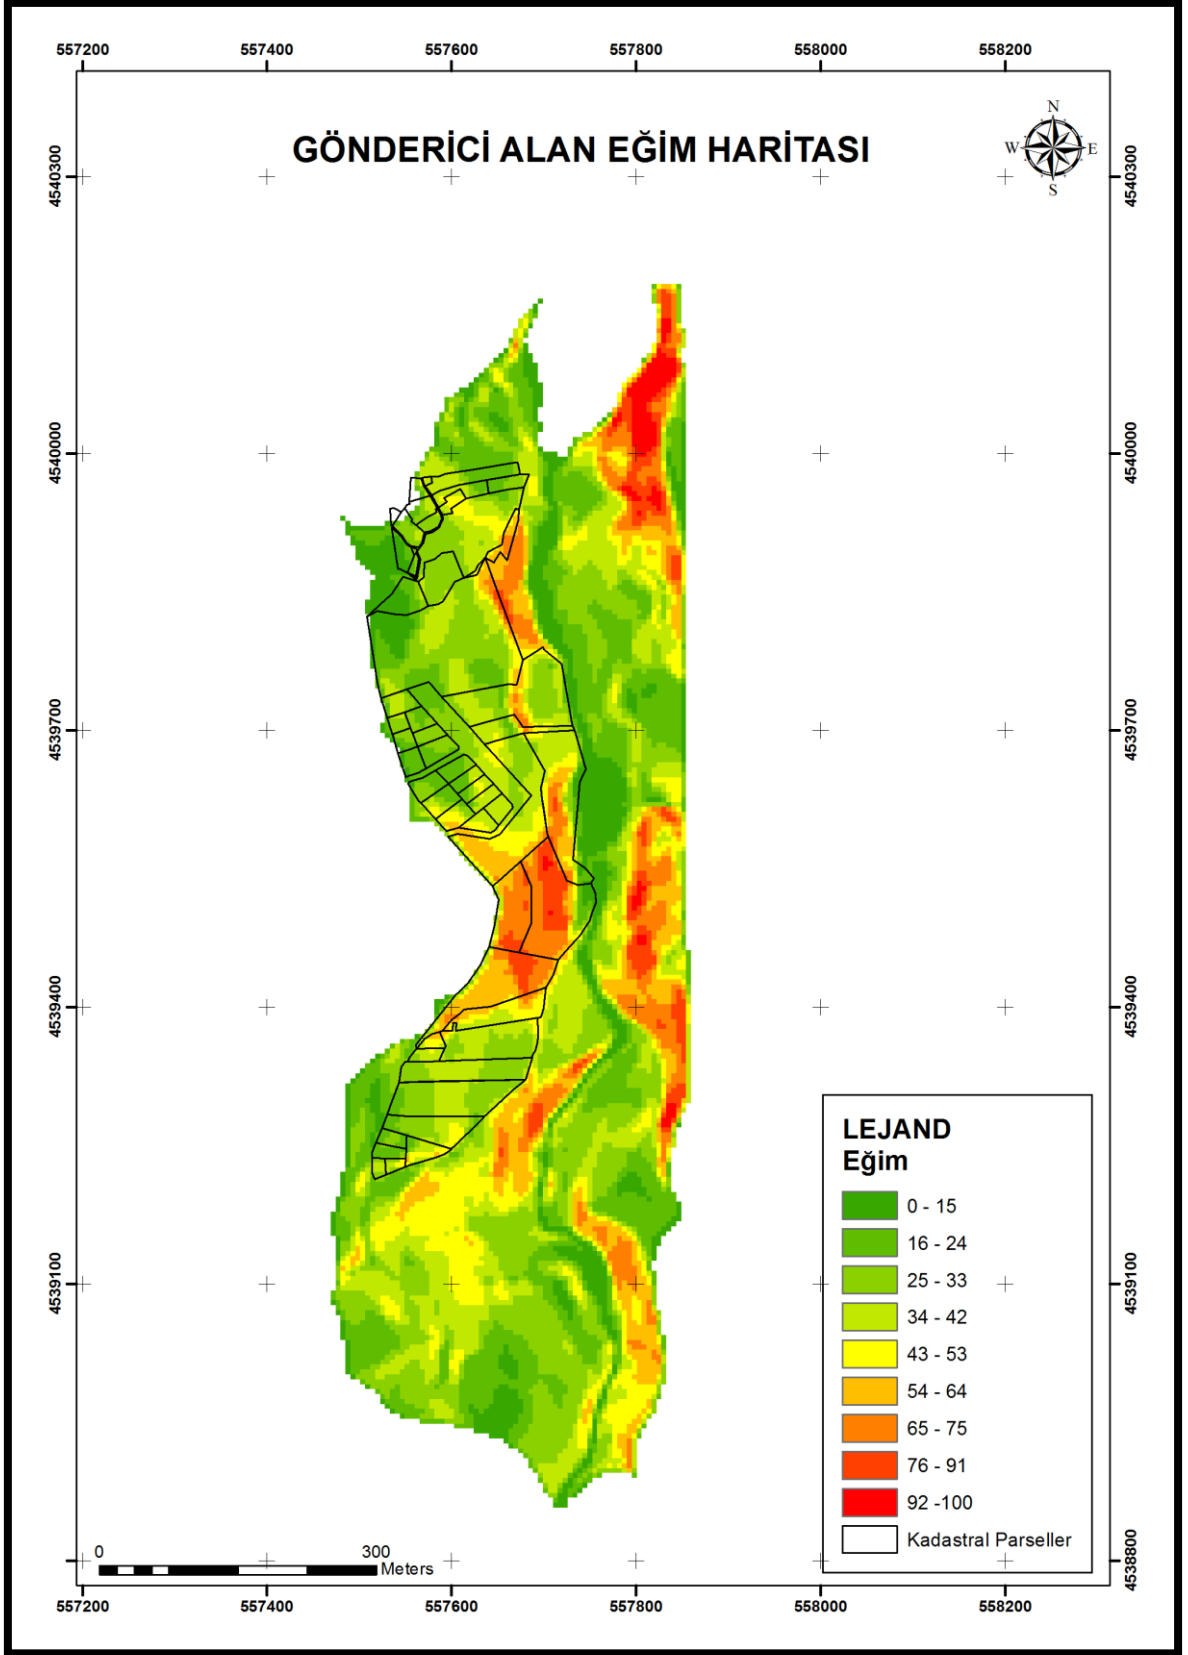 557200 557400 557600 557800 558000 558200
GÖNDERİCİ ALAN EĞİM HARİTASI
N
W E
S
4540300 4540300
4540000 4540000
4539700 4539700
4539400 4539400
4539100 4539100
4538800
LEJAND
Eğim
0 - 15
16 - 24
25 - 33
34 - 42
43 - 53
54 - 64
65 - 75
76 - 91
92 -100
Kadastral Parseller
0 300
Meters
557200 557400 557600 557800 558000 558200